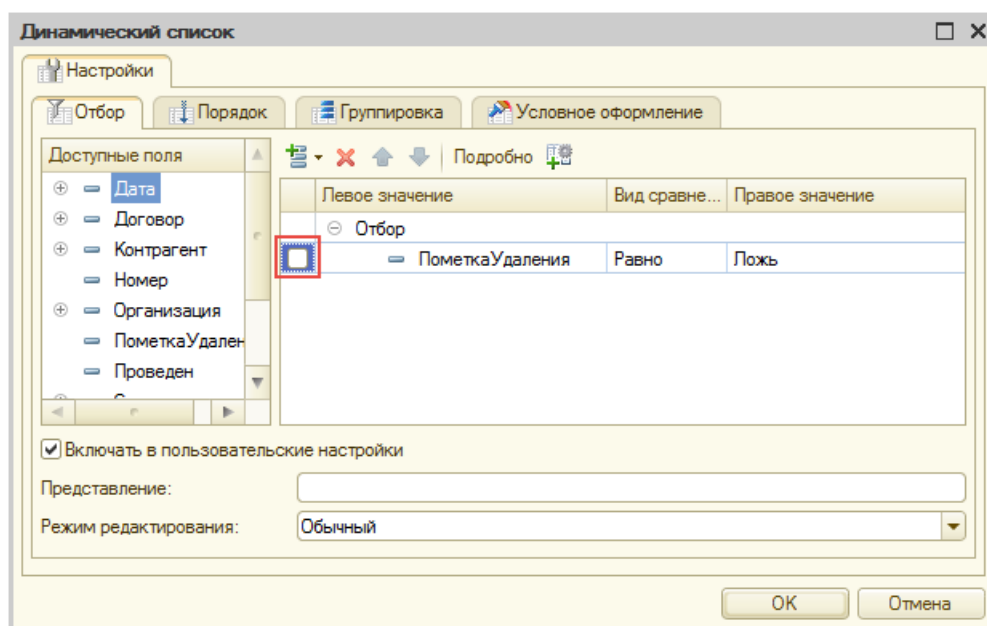 Динамический список
Настройки
Отбор Порядок Группировка Условное оформление
Доступные поля
Подробно
Левое значение Вид сравне... Правое значение
Дата
Договор
Контрагент
Номер
Организация
ПометкаУдален
Проведен
Отбор
ПометкаУдаления Равно Ложь
Включать в пользовательские настройки
Представление:
Режим редактирования: Обычный
OK Отмена